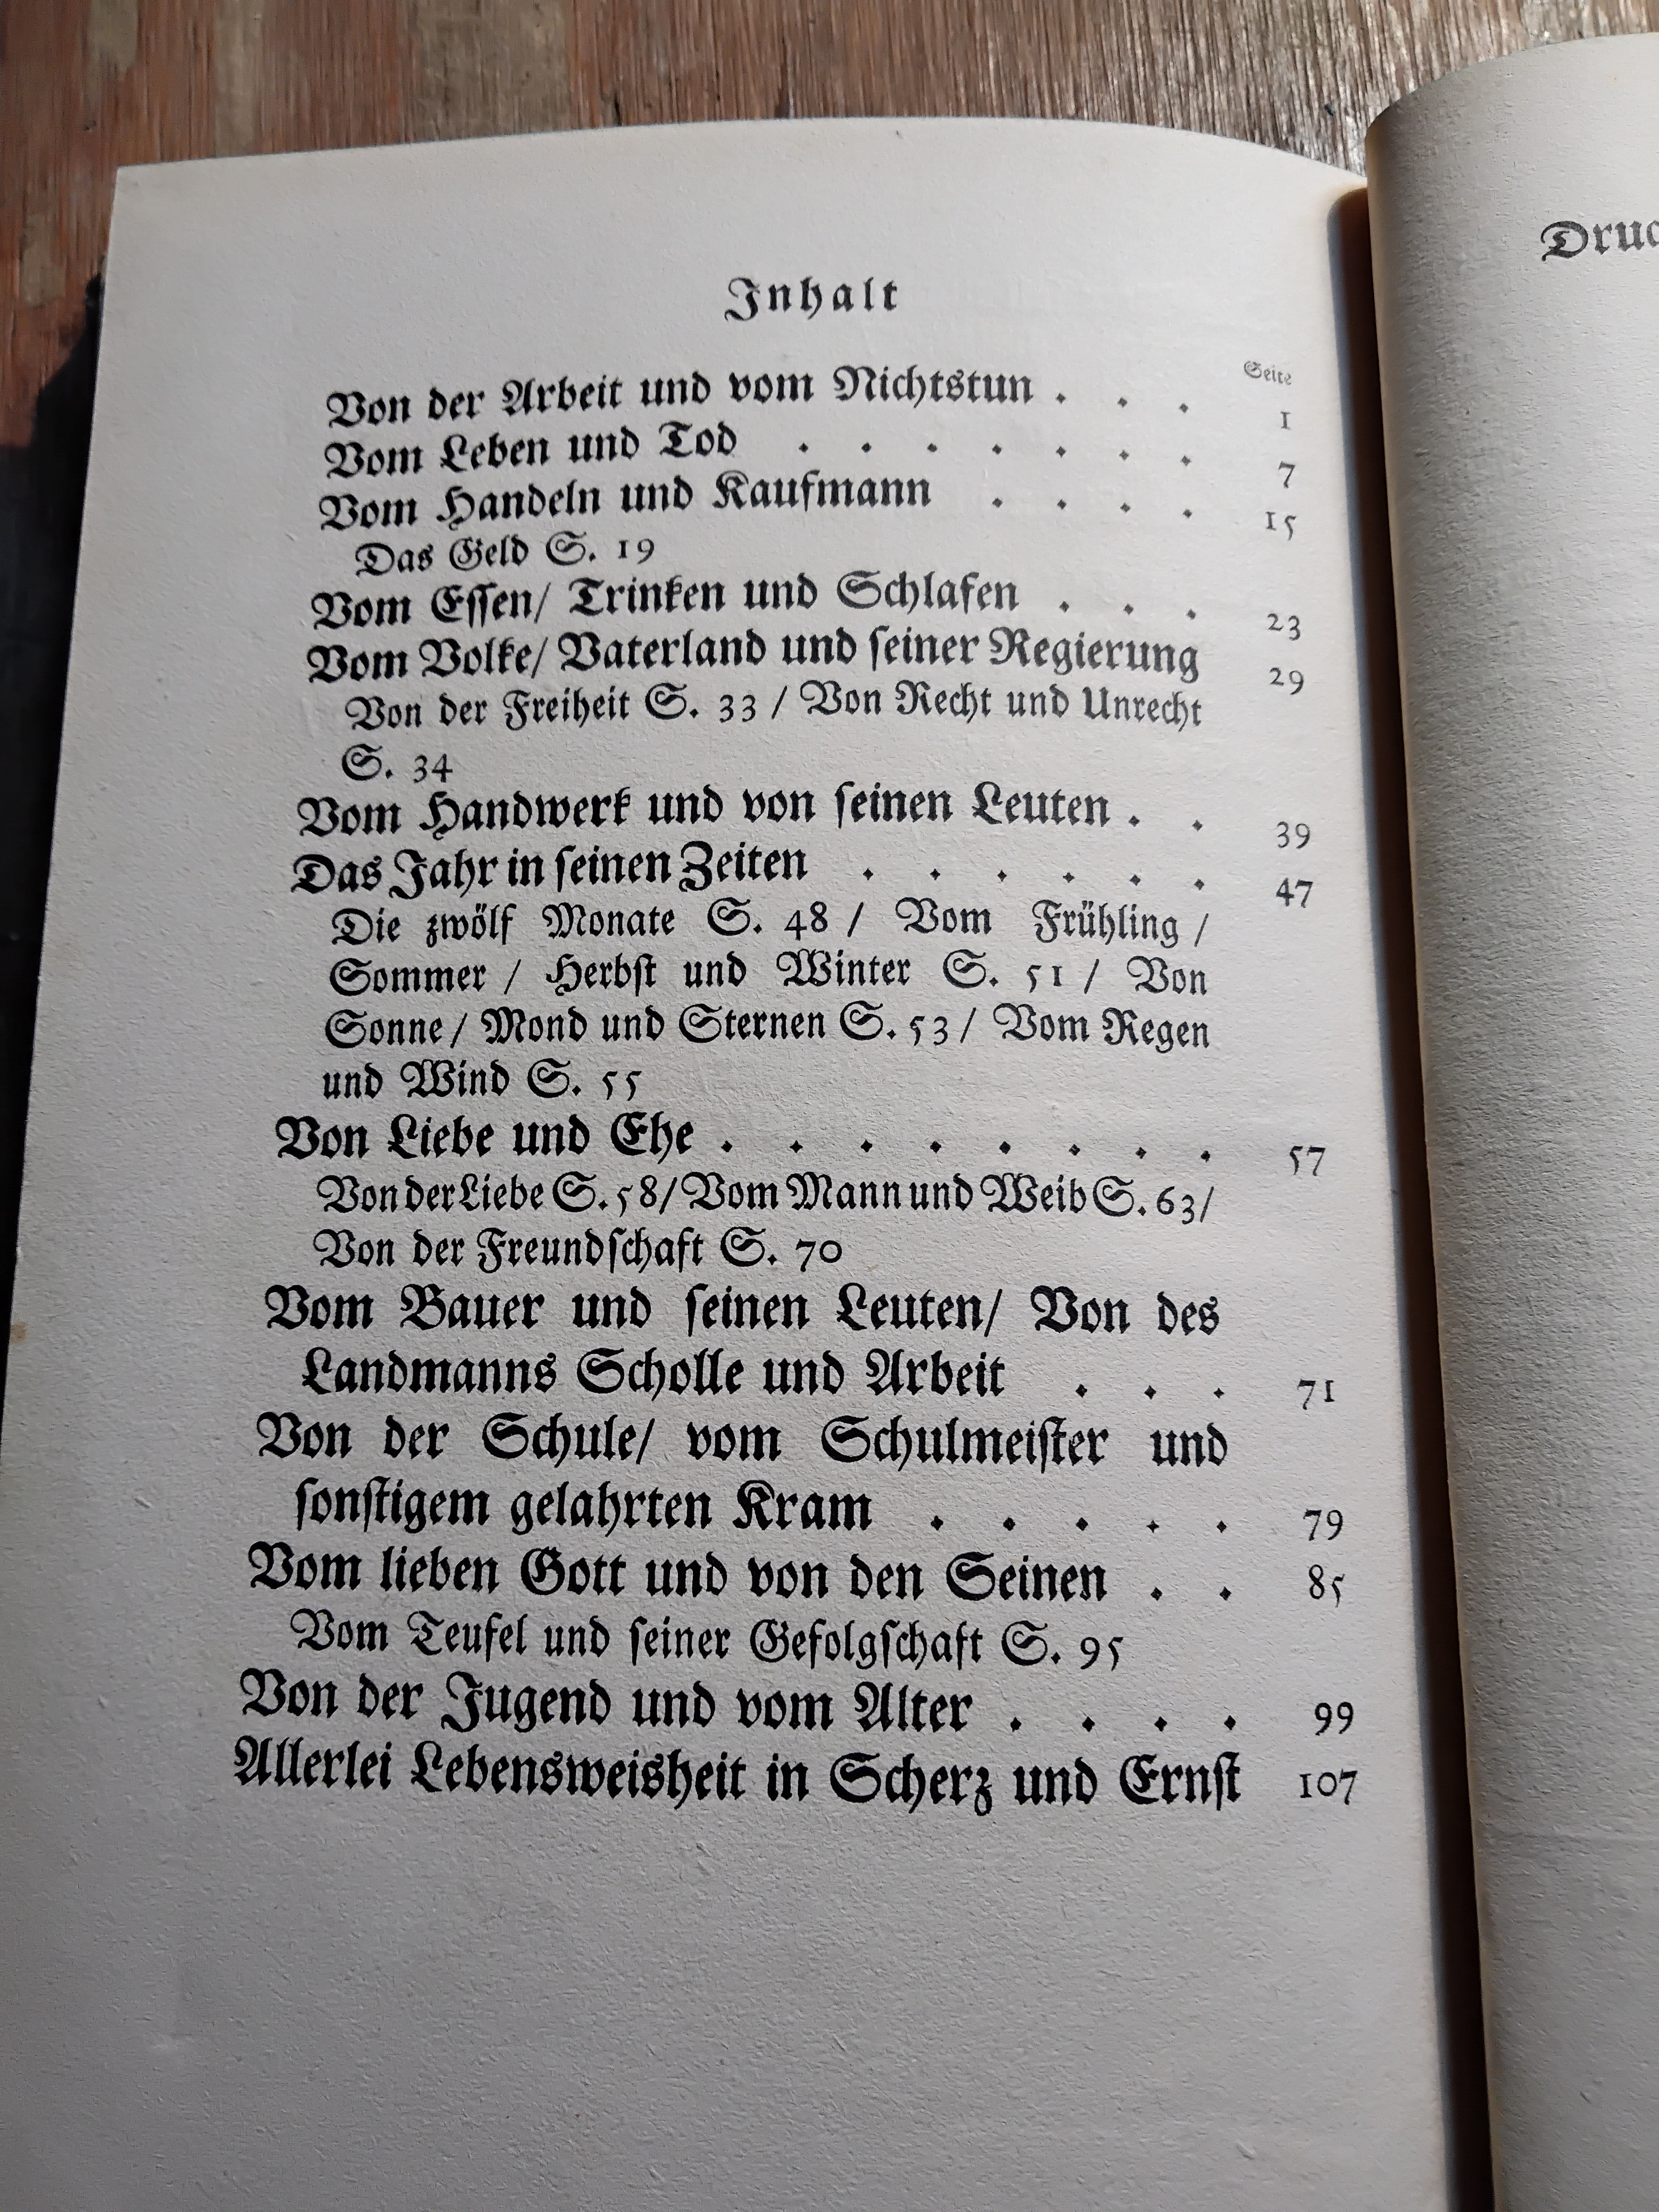 Inhalt
Seite
Von der Arbeit und vom Nichtstun . . . 1
Vom Leben und Tod . . . . . . . 7
Vom Handeln und Kaufmann . . . . 15
Das Geld S. 19
Vom Eſſen/ Trinken und Schlafen . . . 23
Vom Volke/ Vaterland und ſeiner Regierung 29
Von der Freiheit S. 33 / Von Recht und Unrecht
S. 34
Vom Handwerk und von ſeinen Leuten . . 39
Das Jahr in ſeinen Zeiten . . . . . . 47
Die zwölf Monate S. 48 / Vom Frühling /
Sommer / Herbſt und Winter S. 51 / Von
Sonne / Mond und Sternen S. 53 / Vom Regen
und Wind S. 55
Von Liebe und Ehe . . . . . . . . 57
Von der Liebe S. 58/ Vom Mann und Weib S. 63/
Von der Freundſchaft S. 70
Vom Bauer und ſeinen Leuten/ Von des
Landmanns Scholle und Arbeit . . . 71
Von der Schule/ vom Schulmeiſter und
ſonſtigem gelahrten Kram . . . . . 79
Vom lieben Gott und von den Seinen . . 85
Vom Teufel und ſeiner Gefolgſchaft S. 95
Von der Jugend und vom Alter . . . . 99
Allerlei Lebensweisheit in Scherz und Ernſt 107